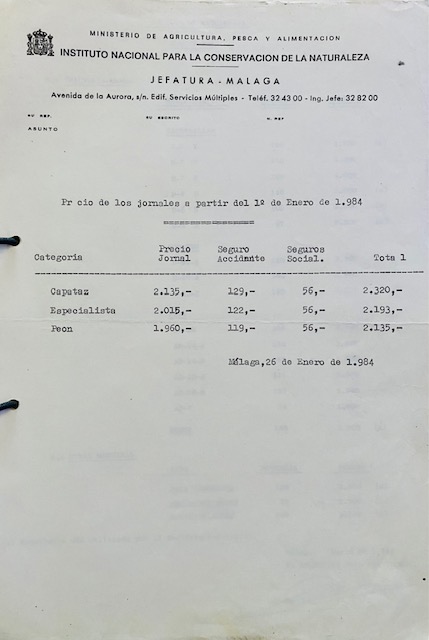 MINISTERIO DE AGRICULTURA, PESCA Y ALIMENTACION
INSTITUTO NACIONAL PARA LA CONSERVACION DE LA NATURALEZA
JEFATURA - MALAGA
Avenida de la Aurora, s/n. Edif. Servicios Múltiples - Teléf. 32 43 00 - Ing. Jefe: 32 82 00
SU REF. SU ESCRITO N. REF
ASUNTO
Pr cio de los jornales a partir del 1º de Enero de 1.984
Precio Seguro Seguros
Categoria Jornal Accidante Social. Tota l
Capataz 2.135,- 129,- 56,- 2.320,-
Especialista 2.015,- 122,- 56,- 2.193,-
Peon 1.960,- 119,- 56,- 2.135,-
Málaga,26 de Enero de 1.984